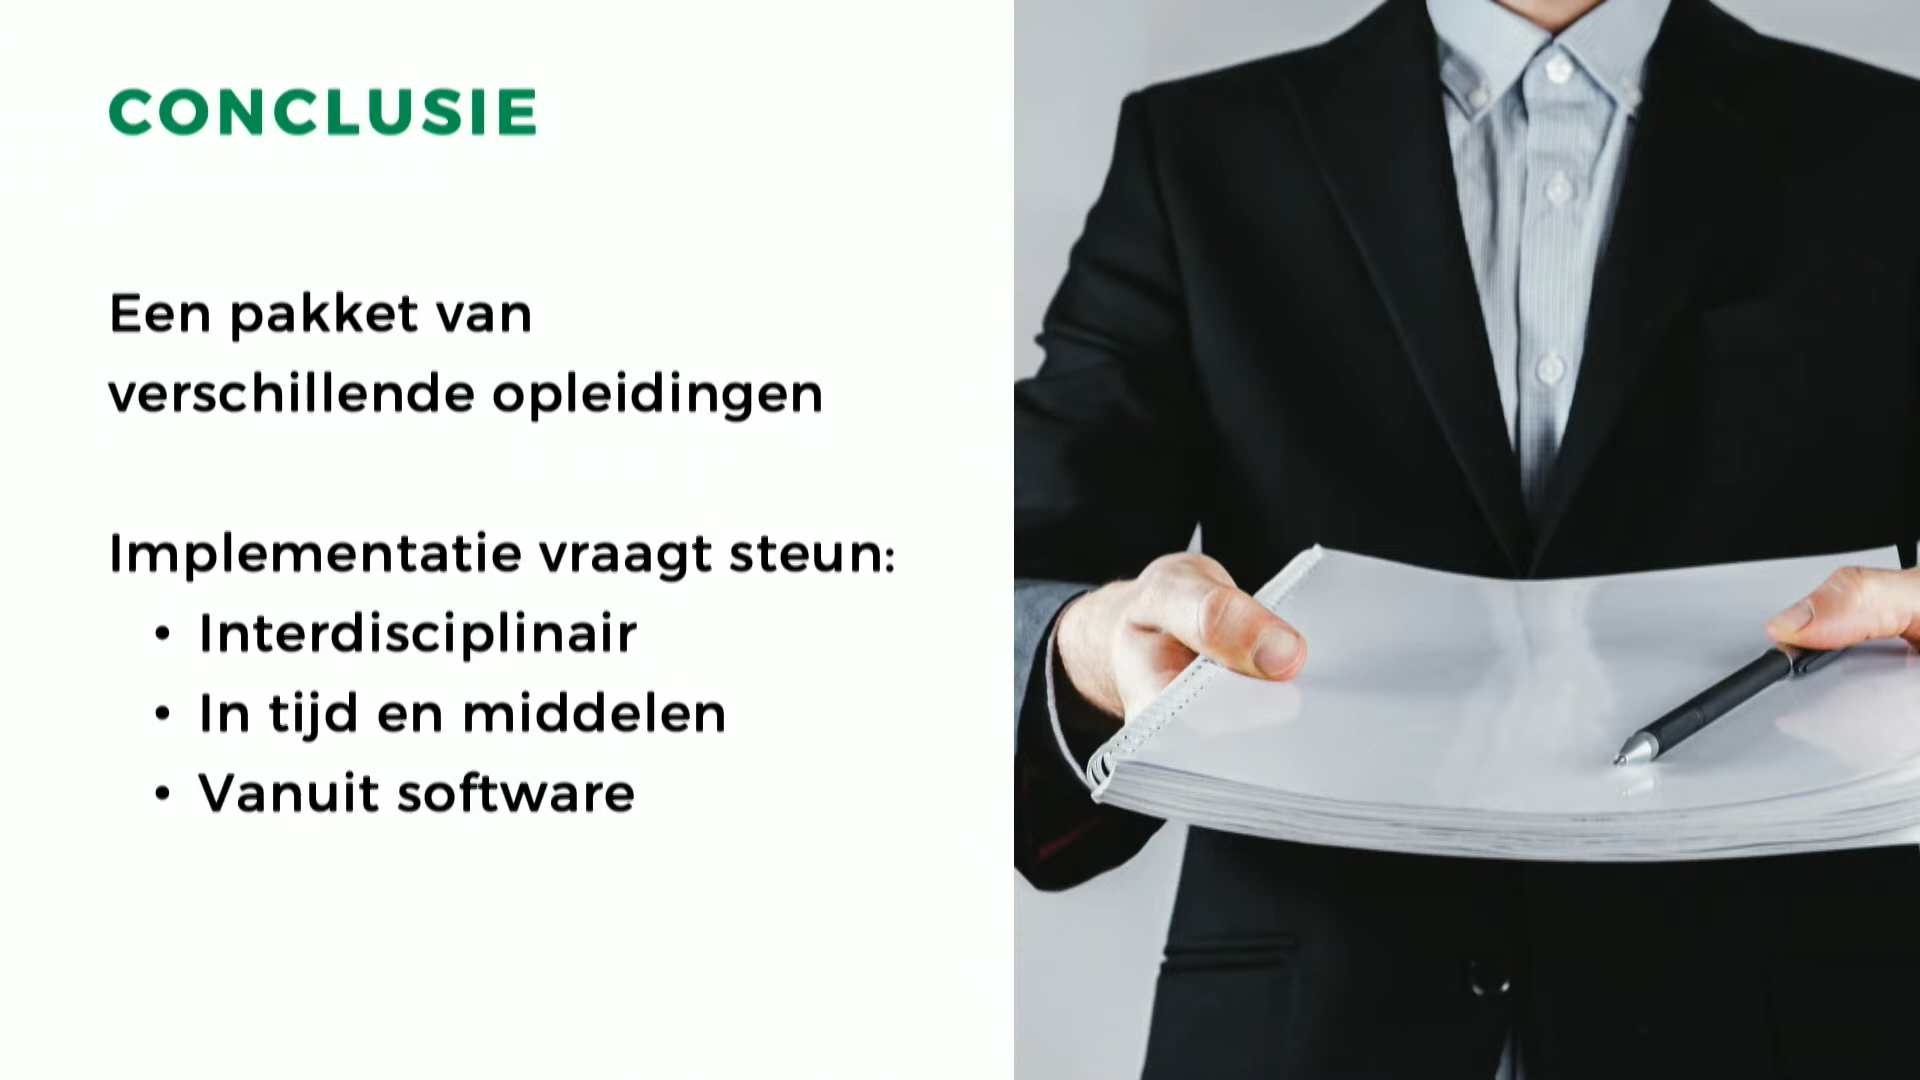 CONCLUSIE
Een pakket van
verschillende opleidingen
Implementatie vraagt steun:
• Interdisciplinair
• In tijd en middelen
• Vanuit software